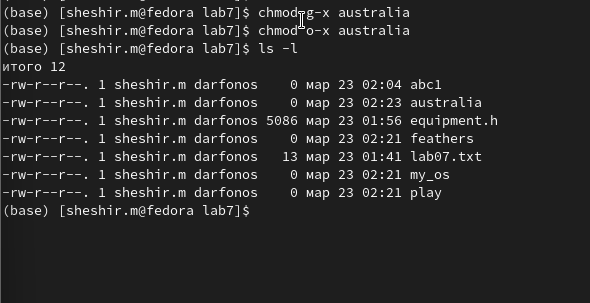 (base) [sheshir.m@fedora lab7]$ chmod g-x australia
(base) [sheshir.m@fedora lab7]$ chmod o-x australia
(base) [sheshir.m@fedora lab7]$ ls -l
итого 12
-rw-r--r--. 1 sheshir.m darfonos    0 мар 23 02:04 abc1
-rw-r--r--. 1 sheshir.m darfonos    0 мар 23 02:23 australia
-rw-r--r--. 1 sheshir.m darfonos 5086 мар 23 01:56 equipment.h
-rw-r--r--. 1 sheshir.m darfonos    0 мар 23 02:21 feathers
-rw-r--r--. 1 sheshir.m darfonos   13 мар 23 01:41 lab07.txt
-rw-r--r--. 1 sheshir.m darfonos    0 мар 23 02:21 my_os
-rw-r--r--. 1 sheshir.m darfonos    0 мар 23 02:21 play
(base) [sheshir.m@fedora lab7]$